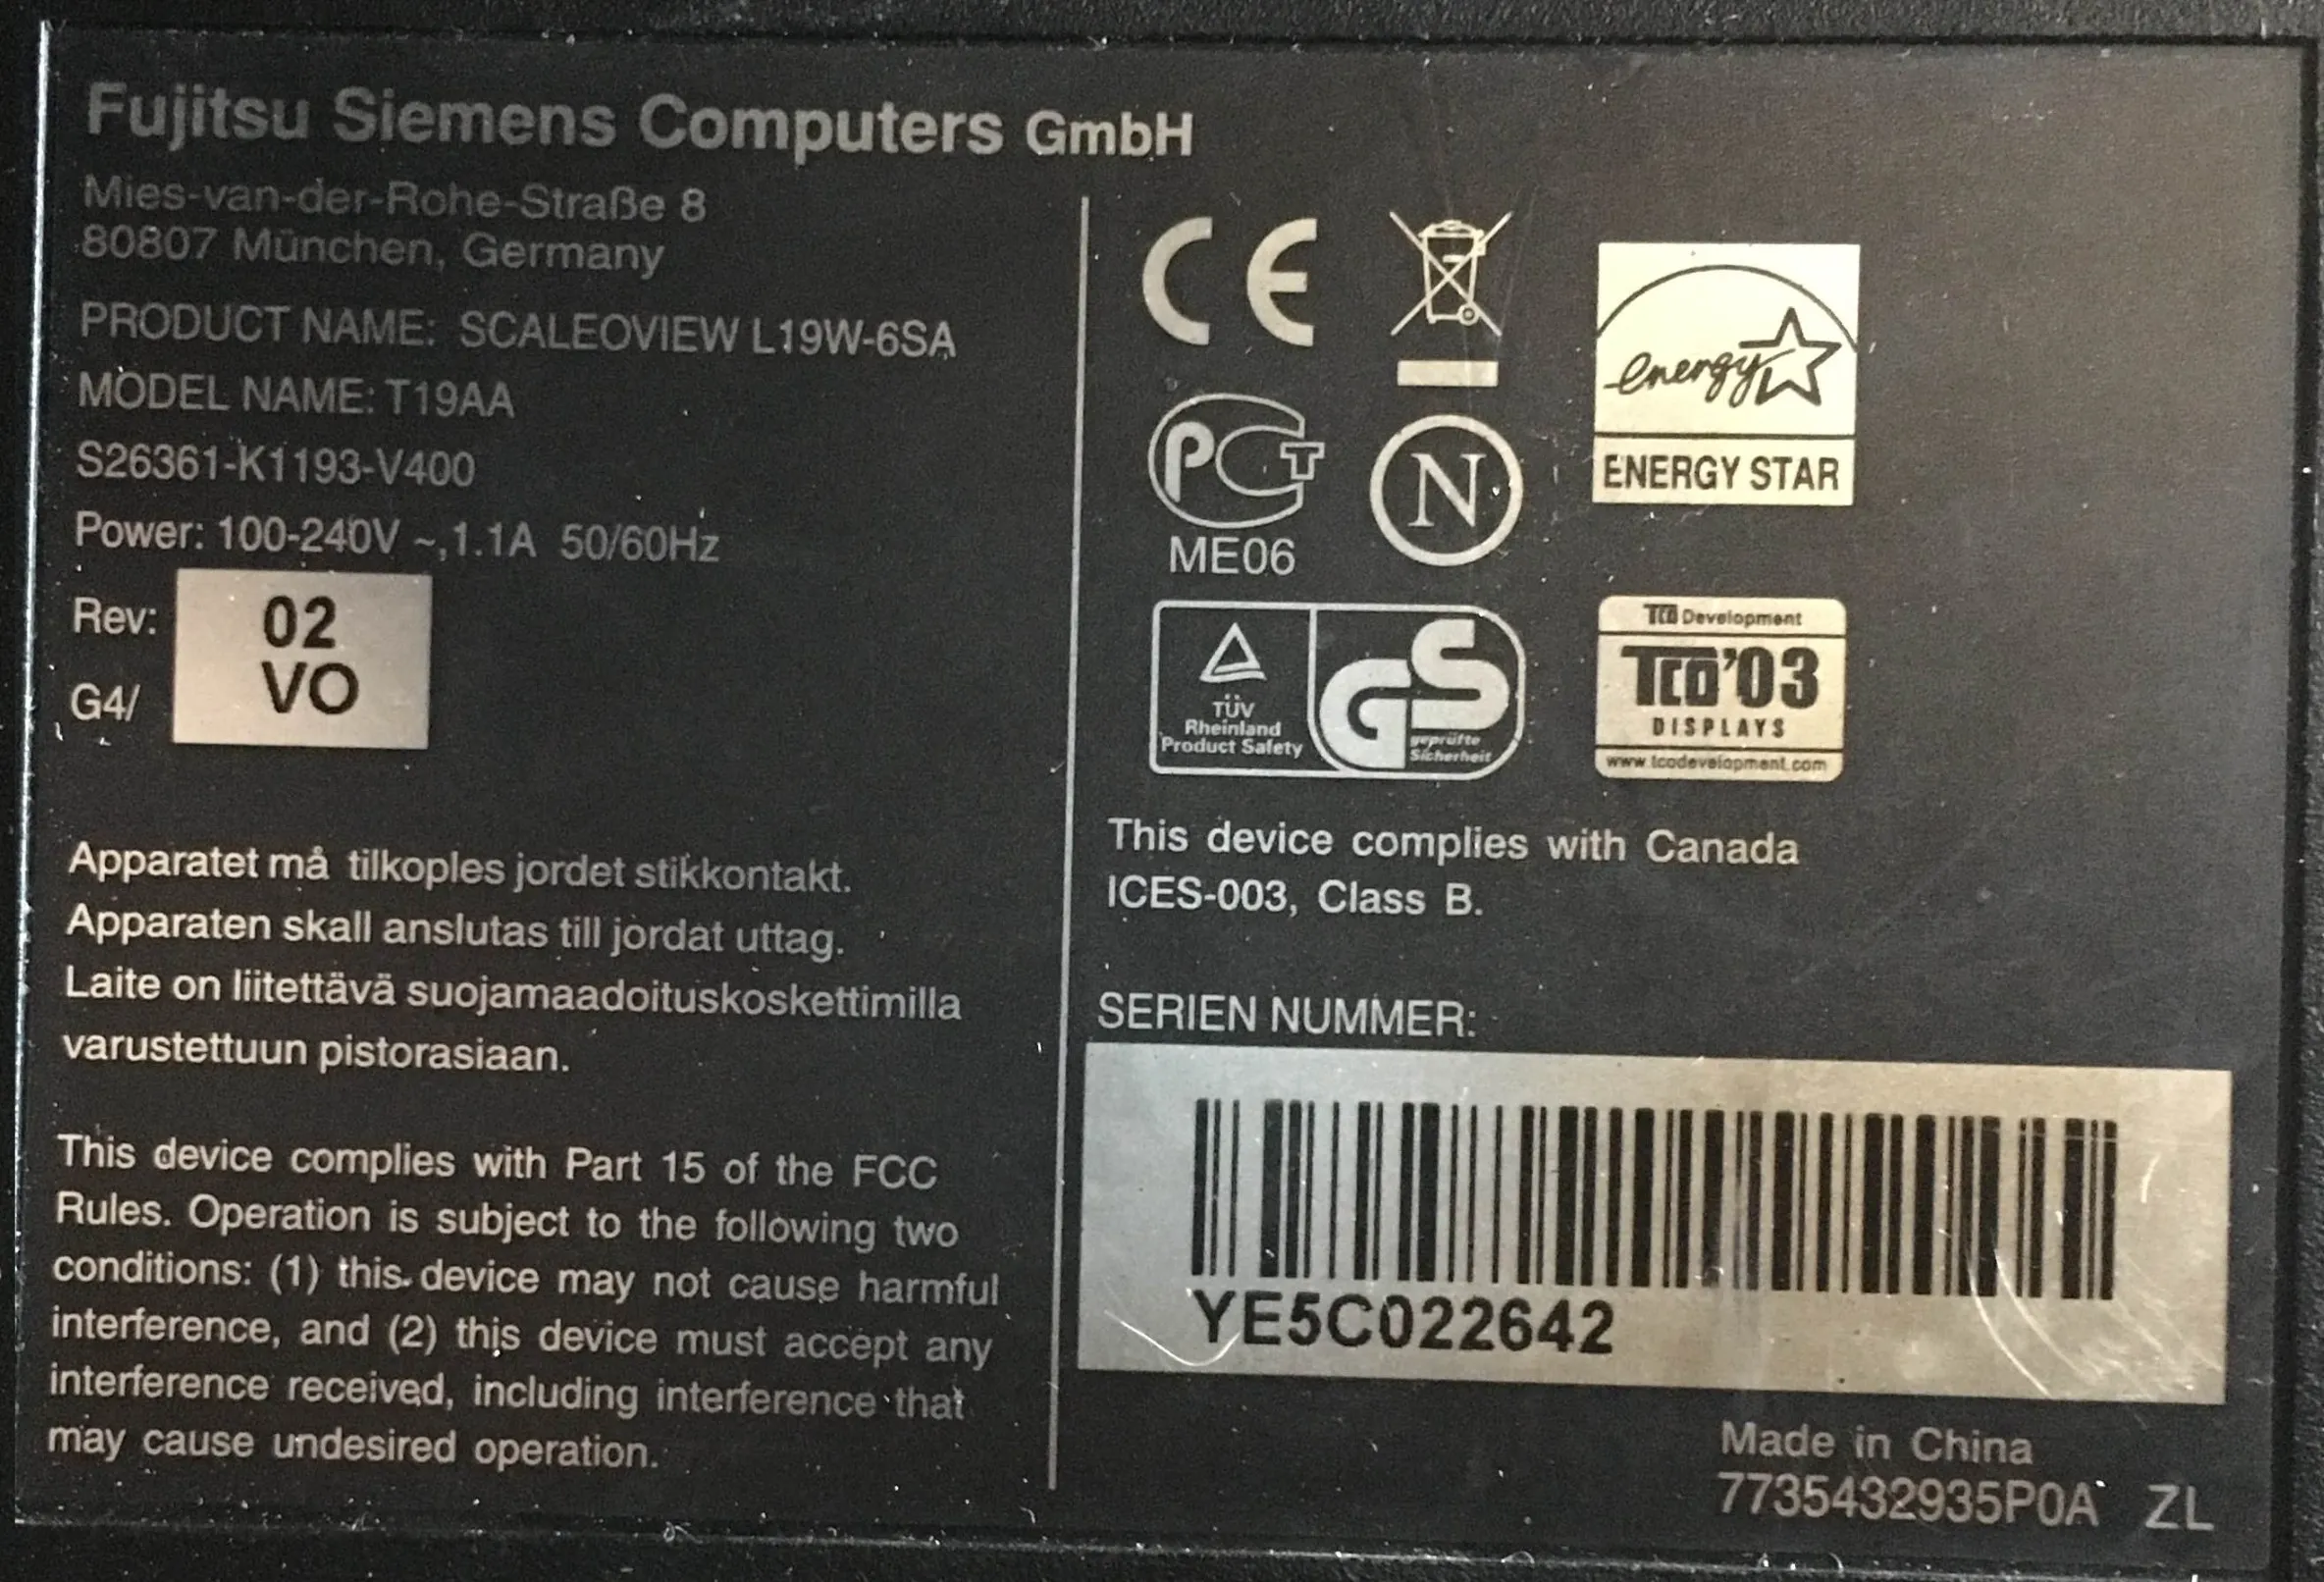 Fujitsu Siemens Computers GmbH
Mies-van-der-Rohe-Straße 8
80807 München, Germany
PRODUCT NAME: SCALEOVIEW L19W-6SA
MODEL NAME: T19AA
S26361-K1193-V400
Power: 100-240V ~,1.1A 50/60Hz
Rev: 02
G4/ VO
Apparatet må tilkoples jordet stikkontakt.
Apparaten skall anslutas till jordat uttag.
Laite on liitettävä suojamaadoituskoskettimilla
varustettuun pistorasiaan.
This device complies with Part 15 of the FCC
Rules. Operation is subject to the following two
conditions: (1) this device may not cause harmful
interference, and (2) this device must accept any
interference received, including interference that
may cause undesired operation.
CE
energy
ENERGY STAR
PCT
ME06
N
TÜV
Rheinland
Product Safety
GS
geprüfte
Sicherheit
TCO Development
TCO'03
DISPLAYS
www.tcodevelopment.com
This device complies with Canada
ICES-003, Class B.
SERIEN NUMMER:
YE5C022642
Made in China
7735432935P0A ZL